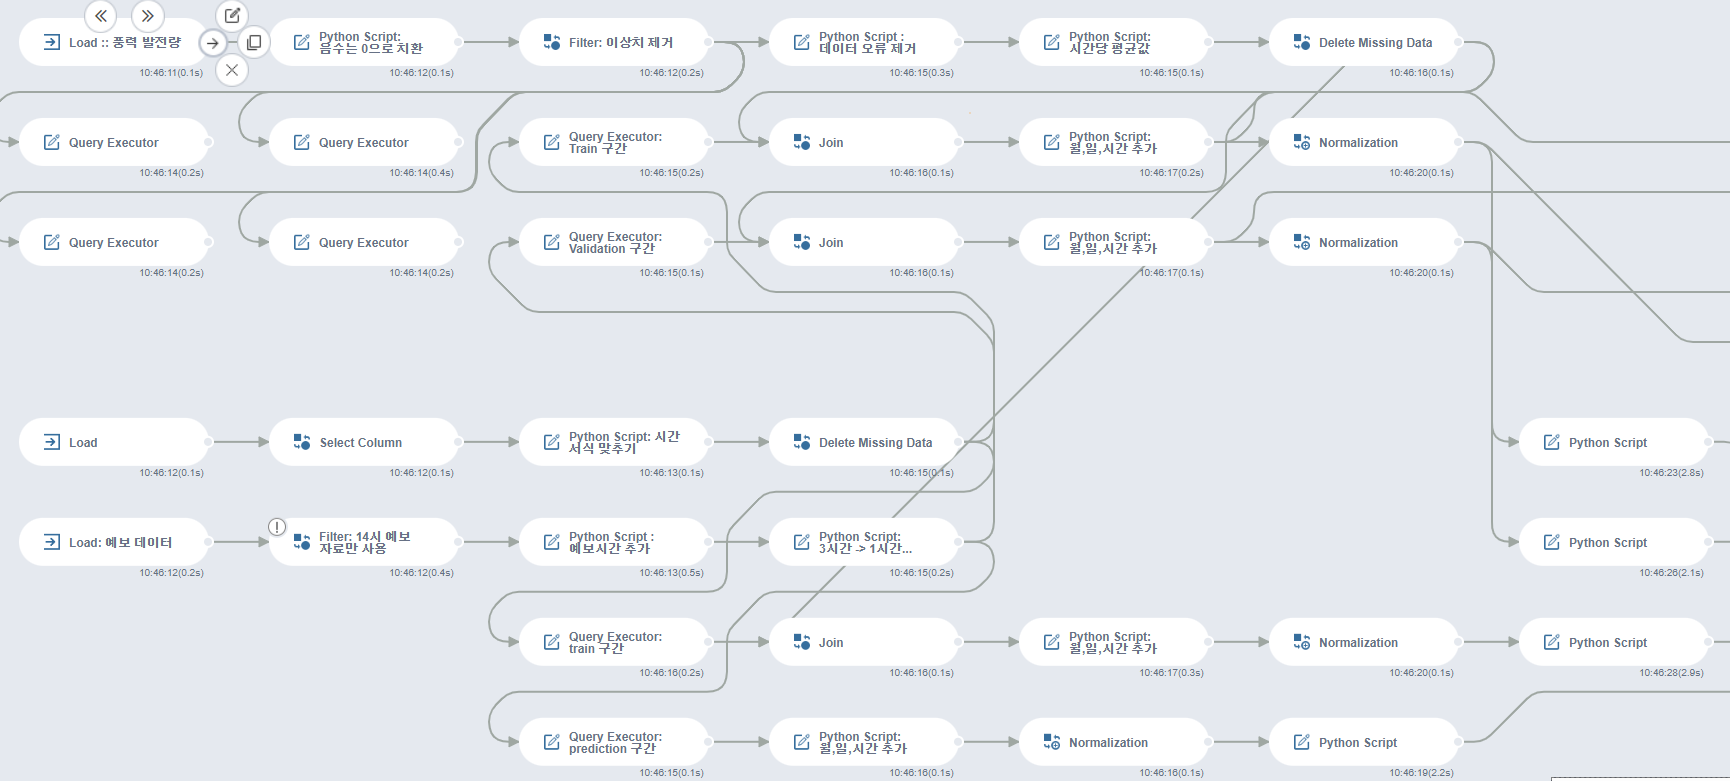 Load :: 풍력 발전량
10:46:11(0.1s)
Python Script:
음수는 0으로 치환
10:46:12(0.1s)
Filter: 이상치 제거
10:46:12(0.2s)
Python Script :
데이터 오류 제거
10:46:15(0.3s)
Python Script:
시간당 평균값
10:46:15(0.1s)
Delete Missing Data
10:46:16(0.1s)
Query Executor
10:46:14(0.2s)
Query Executor
10:46:14(0.4s)
Query Executor:
Train 구간
10:46:15(0.2s)
Join
10:46:16(0.1s)
Python Script:
월,일,시간 추가
10:46:17(0.2s)
Normalization
10:46:20(0.1s)
Query Executor
10:46:14(0.2s)
Query Executor
10:46:14(0.2s)
Query Executor:
Validation 구간
10:46:15(0.1s)
Join
10:46:16(0.1s)
Python Script:
월,일,시간 추가
10:46:17(0.1s)
Normalization
10:46:20(0.1s)
Load
10:46:12(0.1s)
Select Column
10:46:12(0.1s)
Python Script: 시간
서식 맞추기
10:46:13(0.1s)
Delete Missing Data
10:46:15(0.1s)
Python Script
10:46:23(2.8s)
Load: 예보 데이터
10:46:12(0.2s)
Filter: 14시 예보
자료만 사용
10:46:12(0.4s)
Python Script :
예보시간 추가
10:46:13(0.5s)
Python Script:
3시간 -> 1시간...
10:46:15(0.2s)
Python Script
10:46:26(2.1s)
Query Executor:
train 구간
10:46:16(0.2s)
Join
10:46:16(0.1s)
Python Script:
월,일,시간 추가
10:46:17(0.3s)
Normalization
10:46:20(0.1s)
Python Script
10:46:28(2.9s)
Query Executor:
prediction 구간
10:46:15(0.1s)
Python Script:
월,일,시간 추가
10:46:16(0.1s)
Normalization
10:46:16(0.1s)
Python Script
10:46:19(2.2s)